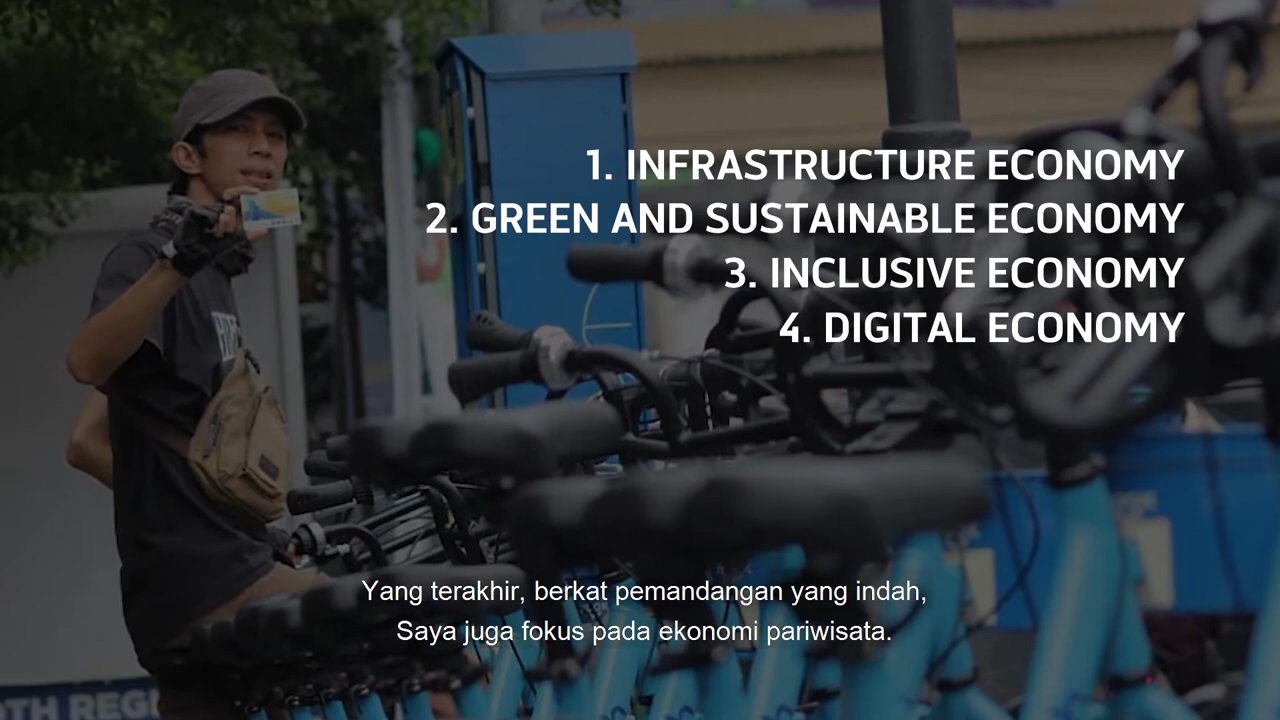 1. INFRASTRUCTURE ECONOMY
2. GREEN AND SUSTAINABLE ECONOMY
3. INCLUSIVE ECONOMY
4. DIGITAL ECONOMY
Yang terakhir, berkat pemandangan yang indah,
Saya juga fokus pada ekonomi pariwisata.